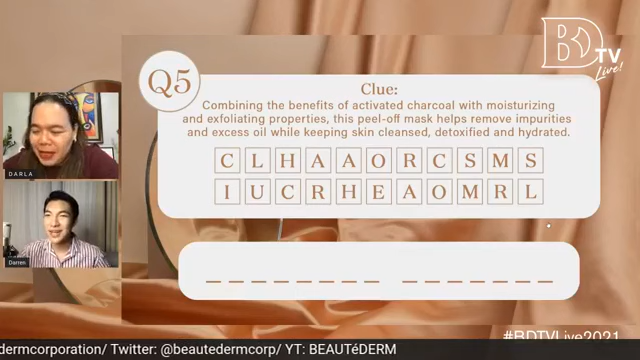 BD
TV
Live!
Q5
Clue:
Combining the benefits of activated charcoal with moisturizing
and exfoliating properties, this peel-off mask helps remove impurities
and excess oil while keeping skin cleansed, detoxified and hydrated.
C L H A A O R C S M S
I U C R H E A O M R L
DARLA
Darren
#BDTVLive2021
dermcorporation/ Twitter: @beautedermcorp/ YT: BEAUTéDERM